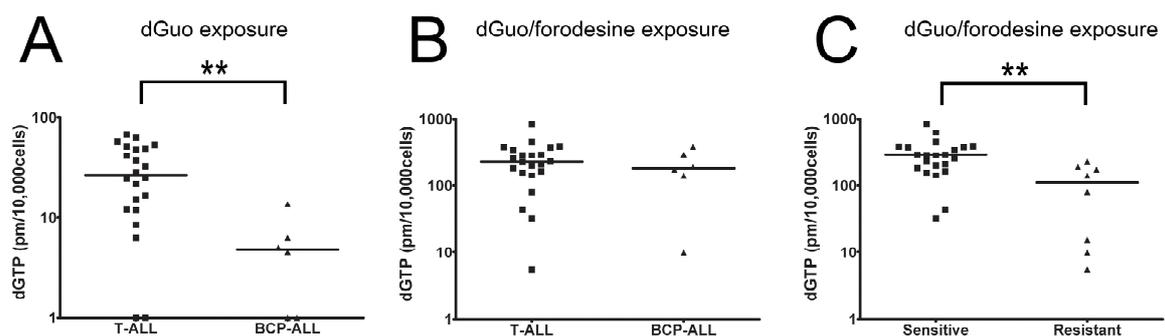 A
dGuo exposure
**
dGTP (pm/10,000cells)
100
10
1
T-ALL
BCP-ALL
B
dGuo/forodesine exposure
dGTP (pm/10,000cells)
1000
100
10
1
T-ALL
BCP-ALL
C
dGuo/forodesine exposure
**
dGTP (pm/10,000cells)
1000
100
10
1
Sensitive
Resistant